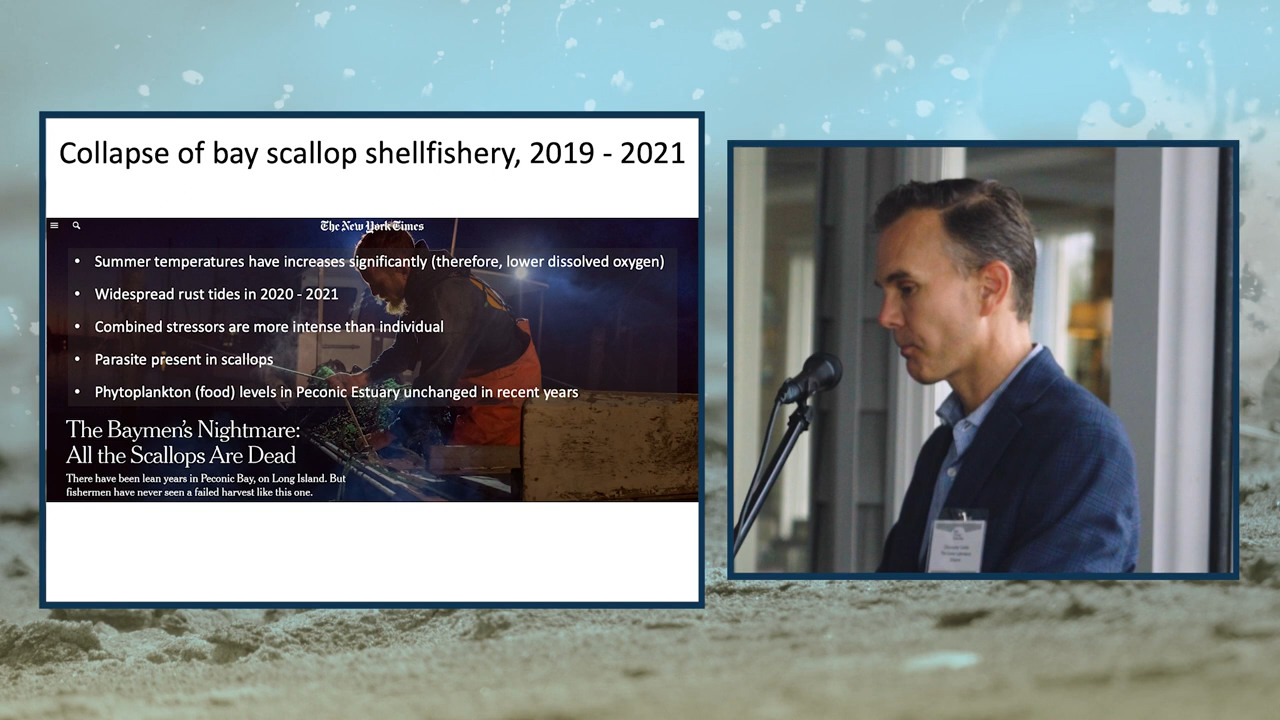 Collapse of bay scallop shellfishery, 2019 - 2021
The New York Times
• Summer temperatures have increases significantly (therefore, lower dissolved oxygen)
• Widespread rust tides in 2020 - 2021
• Combined stressors are more intense than individual
• Parasite present in scallops
• Phytoplankton (food) levels in Peconic Estuary unchanged in recent years
The Baymen's Nightmare:
All the Scallops Are Dead
There have been lean years in Peconic Bay, on Long Island. But
fishermen have never seen a failed harvest like this one.